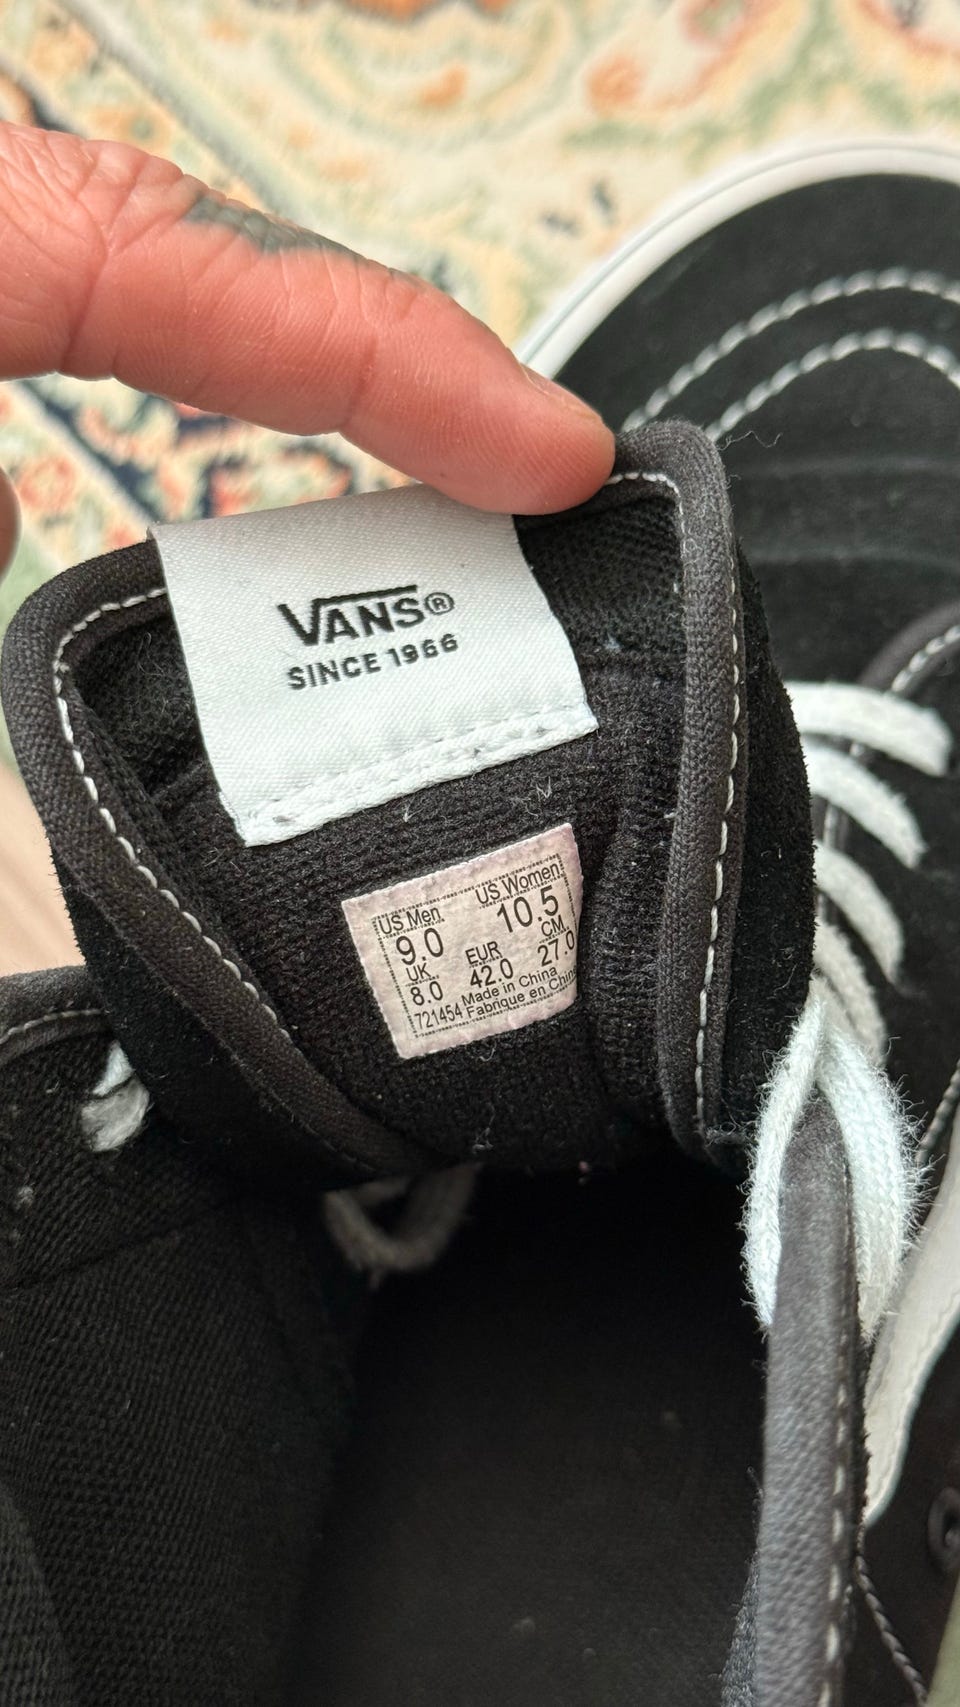 VANS®
SINCE 1966
US Men. US Women.
9.0 10.5
UK EUR CM.
8.0 42.0 27.0
721454 Made in China
Fabrique en Chine